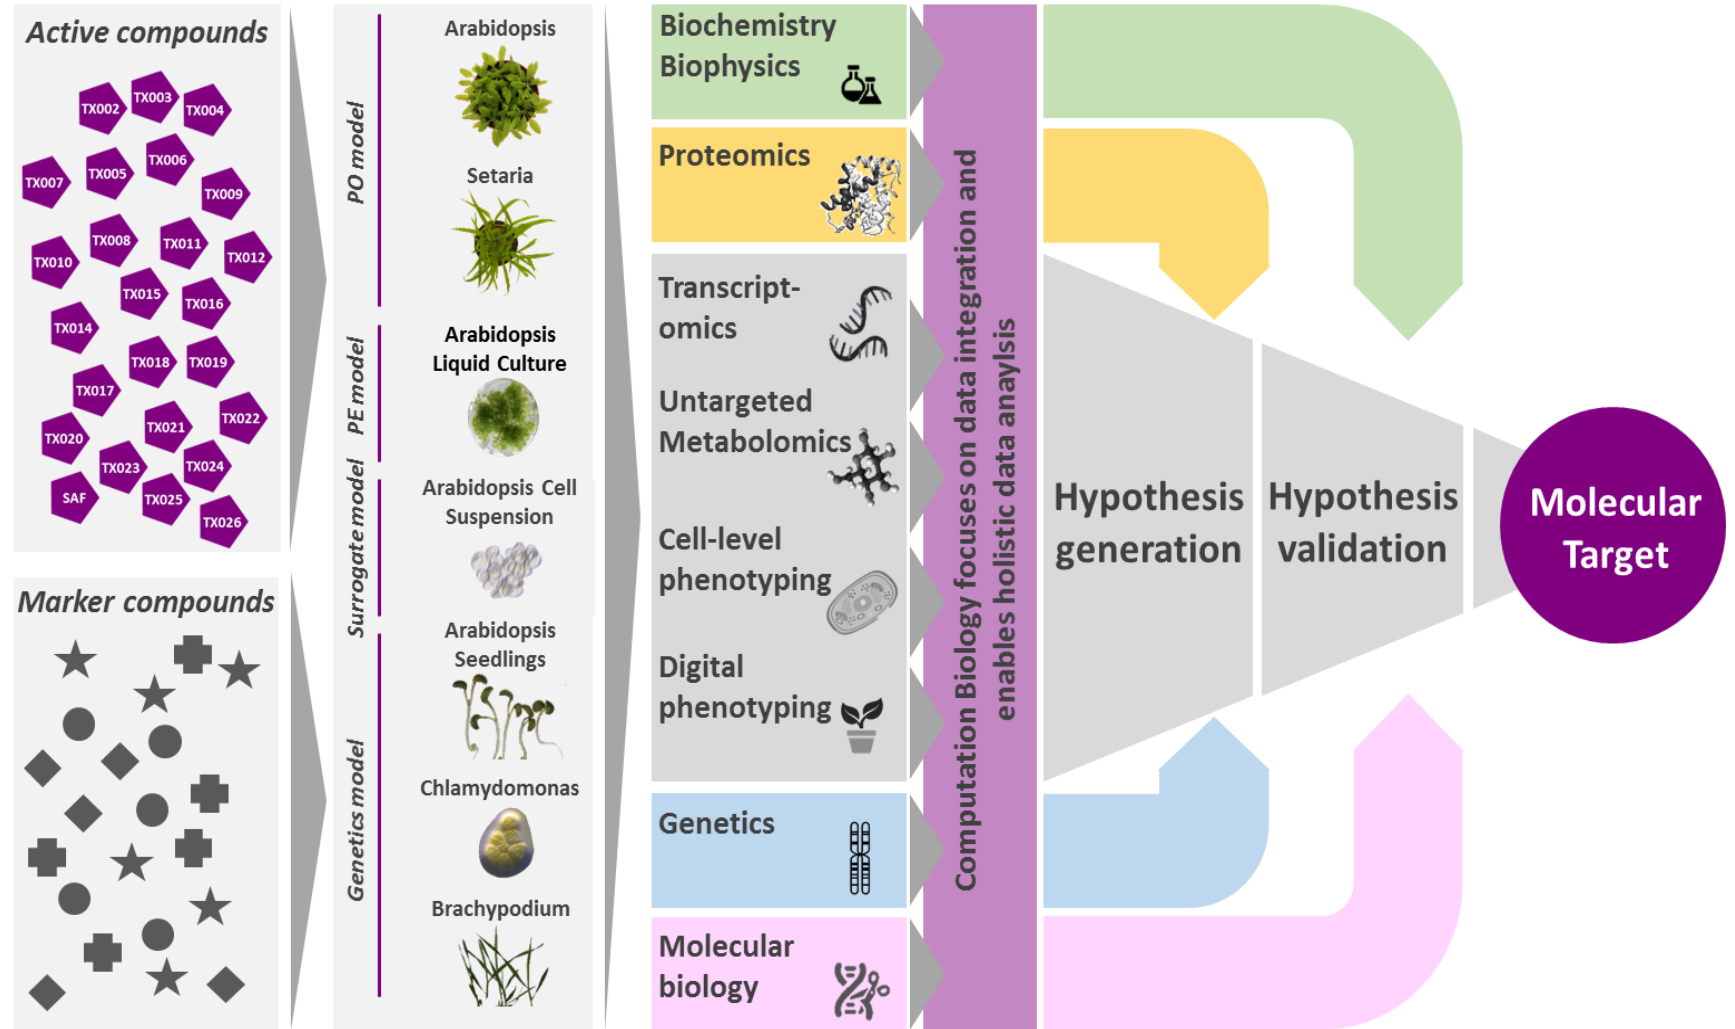 Active compounds
TX002
TX003
TX004
TX006
TX005
TX007
TX009
TX008
TX011
TX012
TX010
TX015
TX016
TX014
TX018
TX019
TX017
TX022
TX021
TX020
TX023
TX024
SAF
TX025
TX026
Marker compounds
PO model
Arabidopsis
Setaria
PE model
Arabidopsis
Liquid Culture
Surrogate model
Arabidopsis Cell
Suspension
Genetics model
Arabidopsis
Seedlings
Chlamydomonas
Brachypodium
Biochemistry
Biophysics
Proteomics
Transcript-
omics
Untargeted
Metabolomics
Cell-level
phenotyping
Digital
phenotyping
Genetics
Molecular
biology
Computation Biology focuses on data integration and
enables holistic data anaylsis
Hypothesis
generation
Hypothesis
validation
Molecular
Target